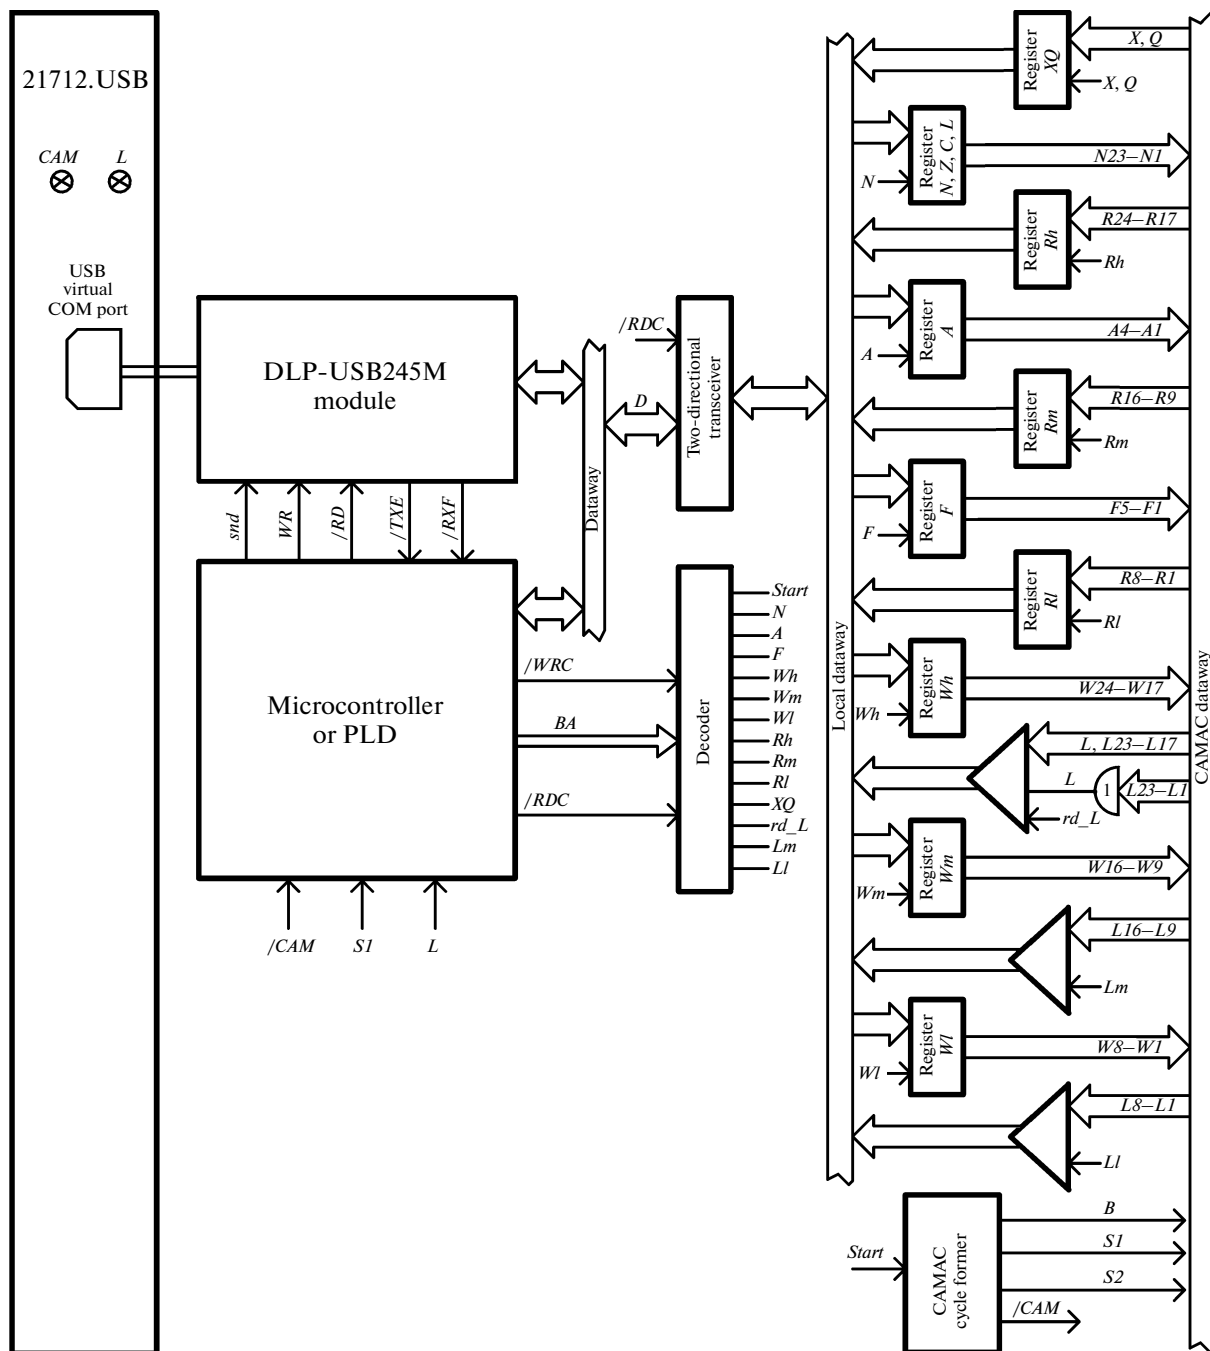 21712.USB
CAM
L
USB
virtual
COM port
DLP-USB245M
module
snd
WR
/RD
/TXE
/RXF
Microcontroller
or PLD
/CAM
S1
L
/WRC
BA
/RDC
Dataway
D
/RDC
Two-directional
transceiver
Decoder
Start
N
A
F
Wh
Wm
Wl
Rh
Rm
Rl
XQ
rd_L
Lm
Ll
Local dataway
CAMAC dataway
Register
XQ
X, Q
X, Q
Register
N, Z, C, L
N
N23–N1
Register
Rh
R24–R17
Rh
Register
A
A
A4–A1
Register
Rm
R16–R9
Rm
Register
F
F
F5–F1
Register
Rl
R8–R1
Rl
Register
Wh
Wh
W24–W17
L, L23–L17
L
1
L23–L1
rd_L
Register
Wm
Wm
W16–W9
L16–L9
Lm
Register
Wl
Wl
W8–W1
L8–L1
Ll
Start
CAMAC
cycle former
B
S1
S2
/CAM